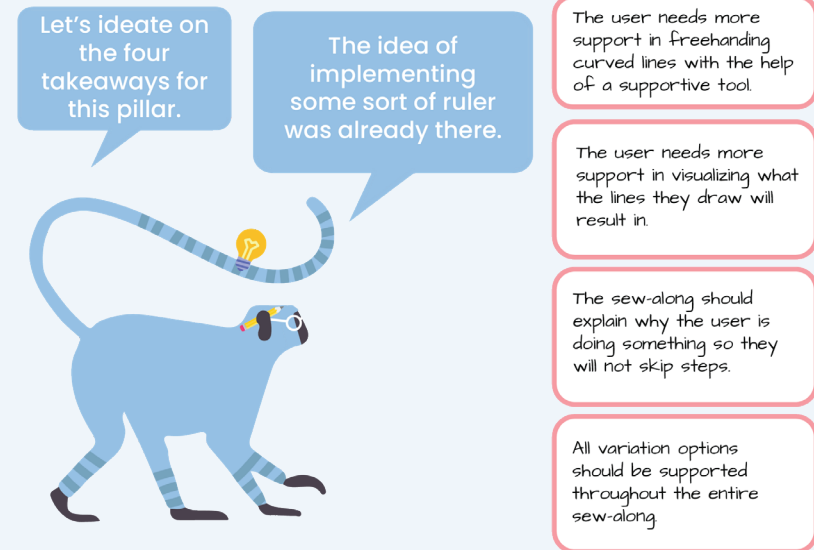 Let's ideate on
the four
takeaways for
this pillar.
The idea of
implementing
some sort of ruler
was already there.
The user needs more
support in freehanding
curved lines with the help
of a supportive tool.
The user needs more
support in visualizing what
the lines they draw will
result in.
The sew-along should
explain why the user is
doing something so they
will not skip steps.
All variation options
should be supported
throughout the entire
sew-along.